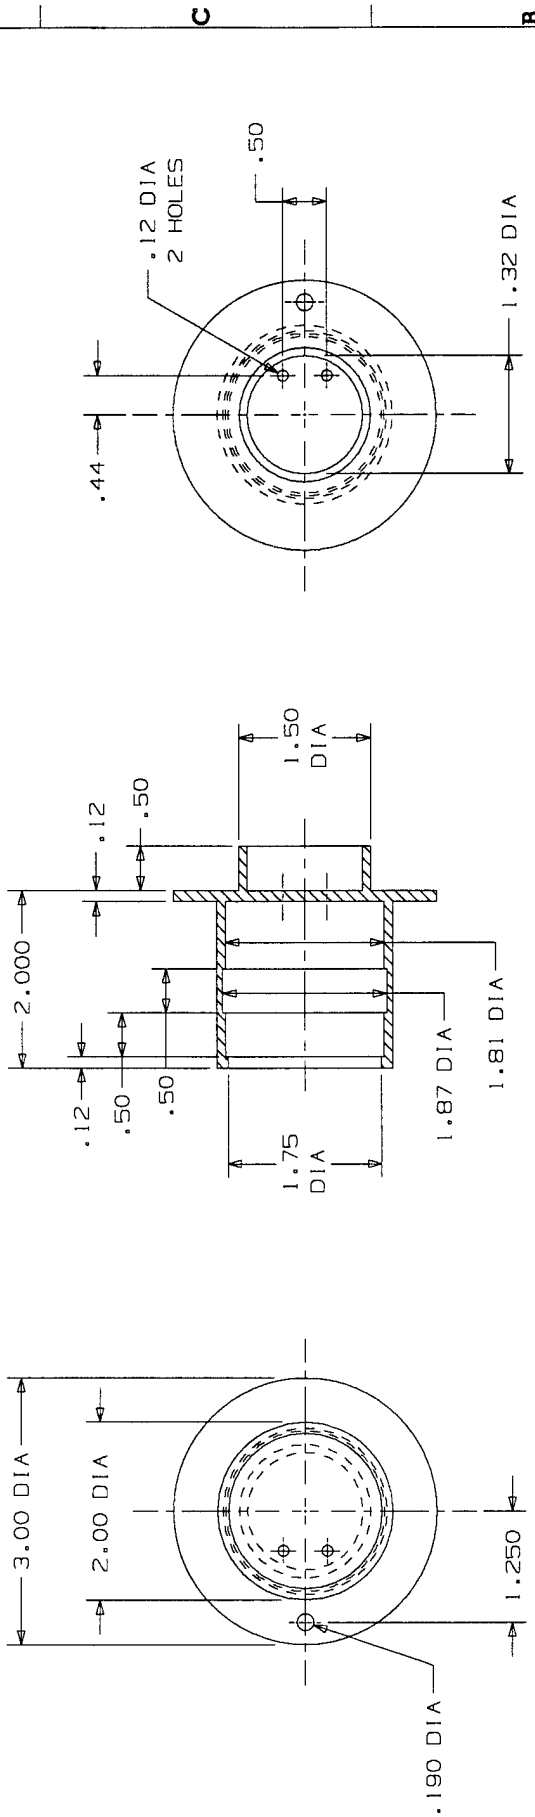 C
B
.50
.12 DIA
2 HOLES
.44
1.32 DIA
.50
.12
2.000
1.50
DIA
.12
.50
.50
1.75
DIA
1.87 DIA
1.81 DIA
3.00 DIA
2.00 DIA
1.250
.190 DIA